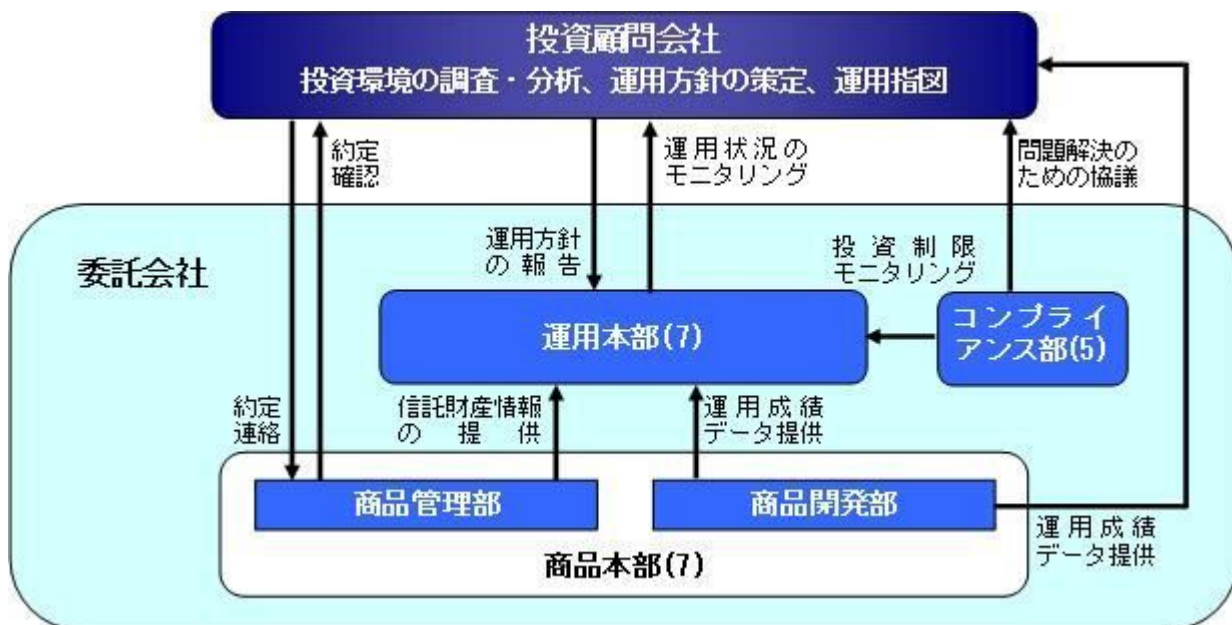 投資顧問会社
投資環境の調査・分析、運用方針の策定、運用指図
約定
確認
運用状況の
モニタリング
問題解決の
ための協議
委託会社
運用方針
の報告
投資制限
モニタリング
運用本部(7)
コンプライ
アンス部(5)
約定
連絡
信託財産情報
の提供
運用成績
データ提供
商品管理部
商品開発部
運用成績
データ提供
商品本部(7)